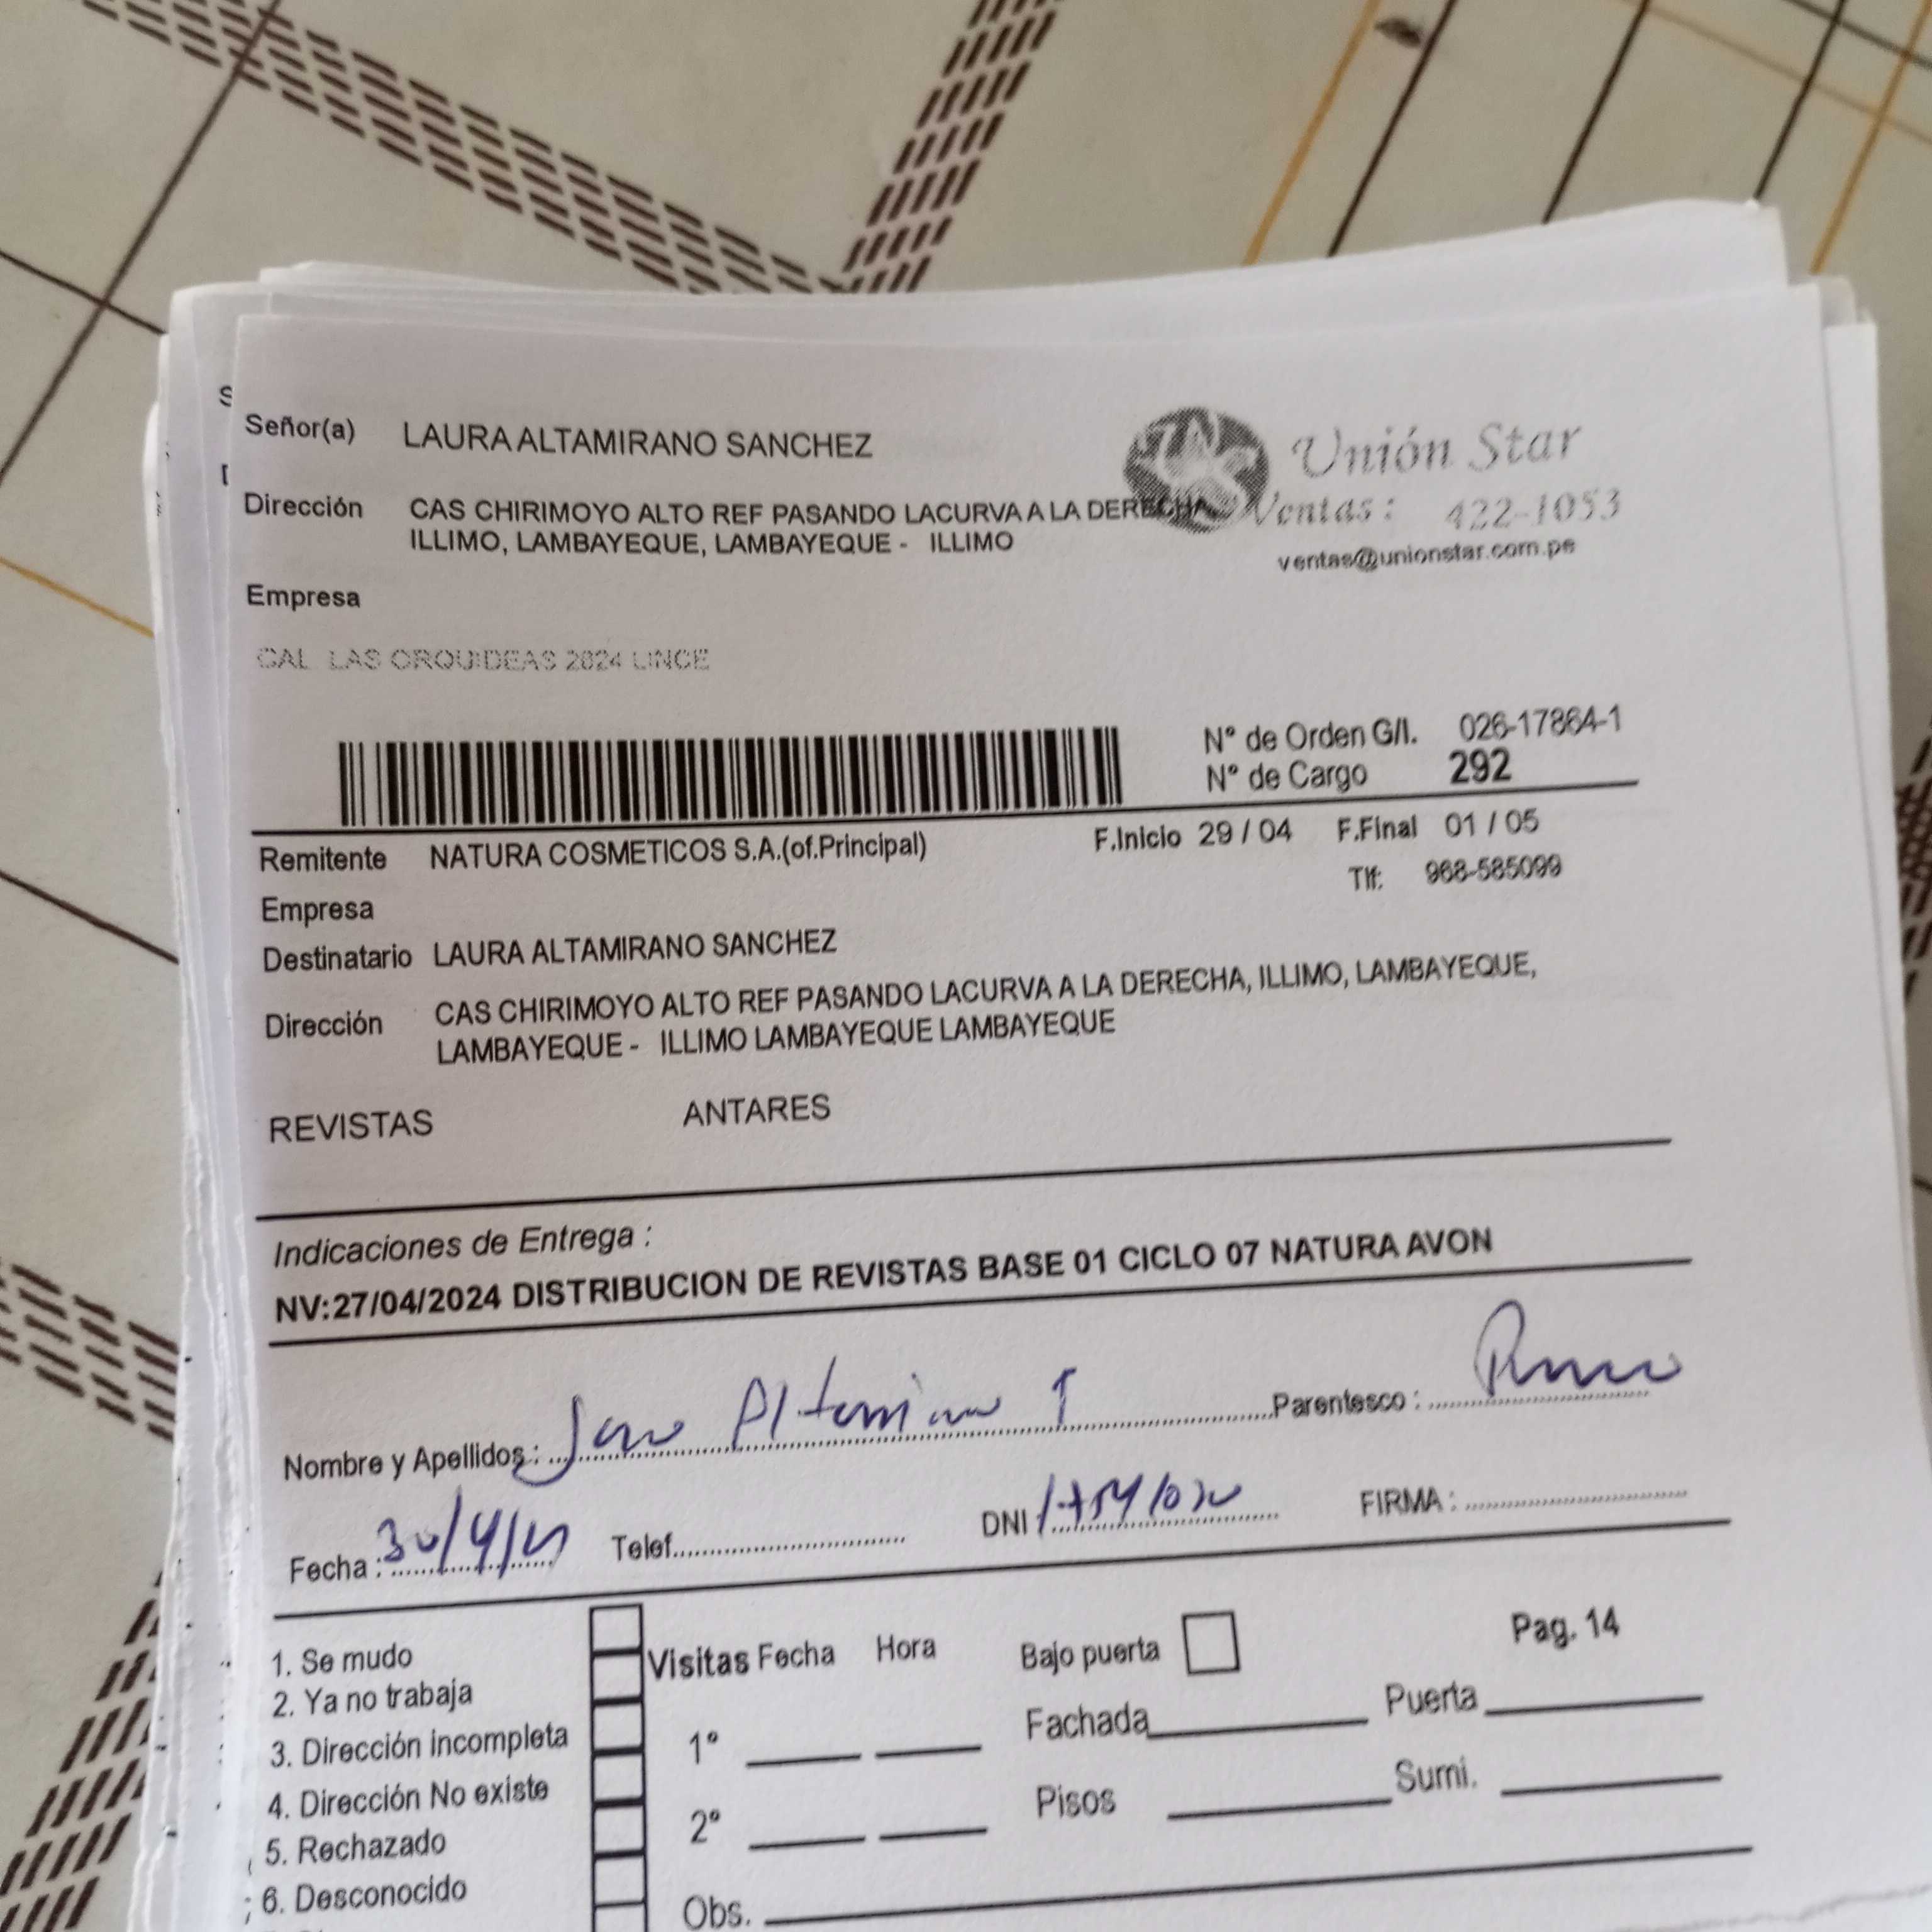 Señor(a) LAURA ALTAMIRANO SANCHEZ
Unión Star
Dirección CAS CHIRIMOYO ALTO REF PASANDO LACURVA A LA DERECHA
Ventas: 422-1053
ILLIMO, LAMBAYEQUE, LAMBAYEQUE - ILLIMO
ventas@unionstar.com.pe
Empresa
CAL LAS ORQUIDEAS 2624 LINCE
N° de Orden G/I. 026-17864-1
N° de Cargo 292
Remitente NATURA COSMETICOS S.A.(of.Principal) F.Inicio 29 / 04 F.Final 01 / 05
Tlf: 968-585099
Empresa
Destinatario LAURA ALTAMIRANO SANCHEZ
Dirección CAS CHIRIMOYO ALTO REF PASANDO LACURVA A LA DERECHA, ILLIMO, LAMBAYEQUE,
LAMBAYEQUE - ILLIMO LAMBAYEQUE LAMBAYEQUE
REVISTAS ANTARES
Indicaciones de Entrega :
NV:27/04/2024 DISTRIBUCION DE REVISTAS BASE 01 CICLO 07 NATURA AVON
Nombre y Apellidos : Parentesco :
Fecha : Telef. DNI FIRMA :
1. Se mudo
2. Ya no trabaja
3. Dirección incompleta
4. Dirección No existe
5. Rechazado
6. Desconocido
Visitas Fecha Hora
1°
2°
Bajo puerta
Pag. 14
Fachada Puerta
Pisos Sumi.
Obs.